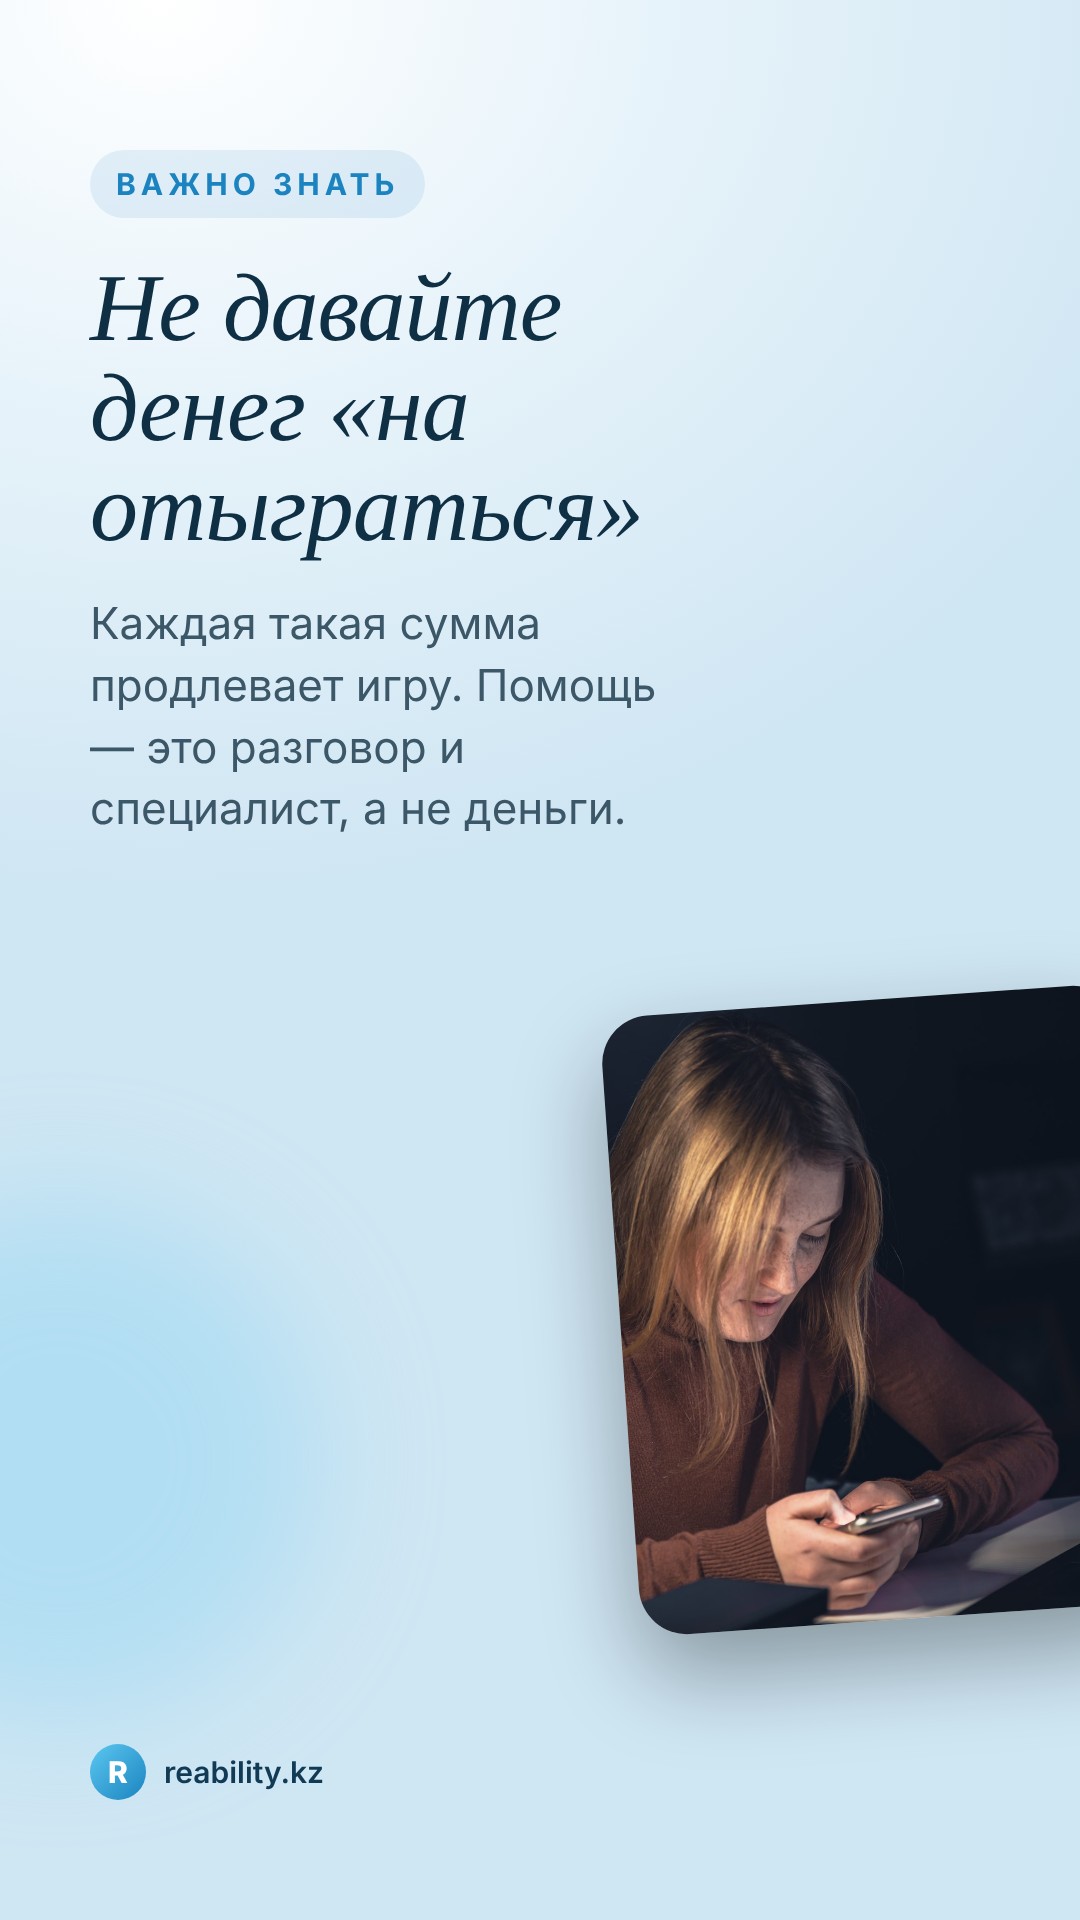 ВАЖНО ЗНАТЬ
Не давайте
денег «на
отыграться»
Каждая такая сумма
продлевает игру. Помощь
— это разговор и
специалист, а не деньги.
R reability.kz